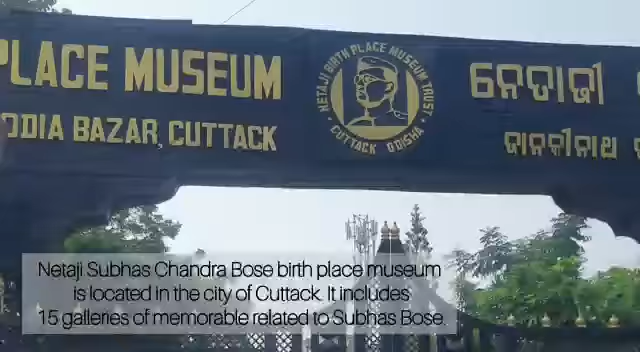 PLACE MUSEUM
ODIA BAZAR, CUTTACK
NETAJI BIRTH PLACE MUSEUM TRUST
CUTTACK ODISHA
ନେତାଜୀ
ଜାନକୀନାଥ
Netaji Subhas Chandra Bose birth place museum
is located in the city of Cuttack. It includes
15 galleries of memorable related to Subhas Bose.